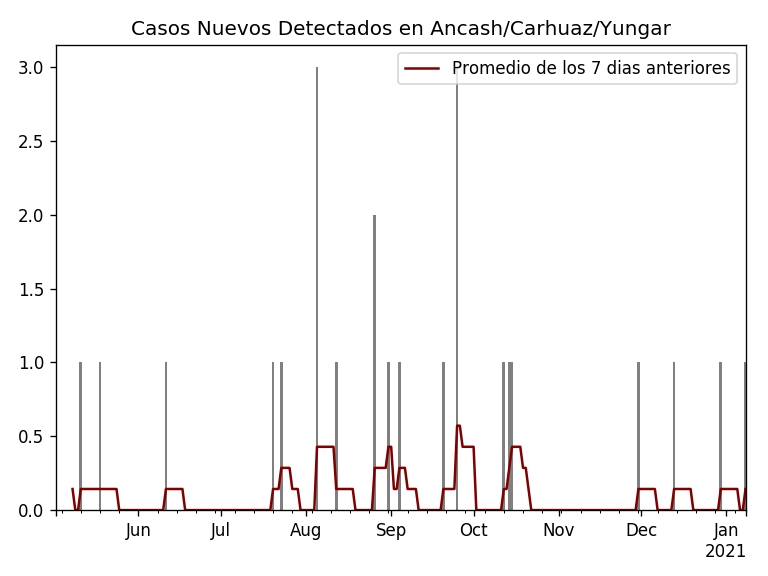 Casos Nuevos Detectados en Ancash/Carhuaz/Yungar
Promedio de los 7 dias anteriores
3.0
2.5
2.0
1.5
1.0
0.5
0.0
Jun Jul Aug Sep Oct Nov Dec Jan
2021